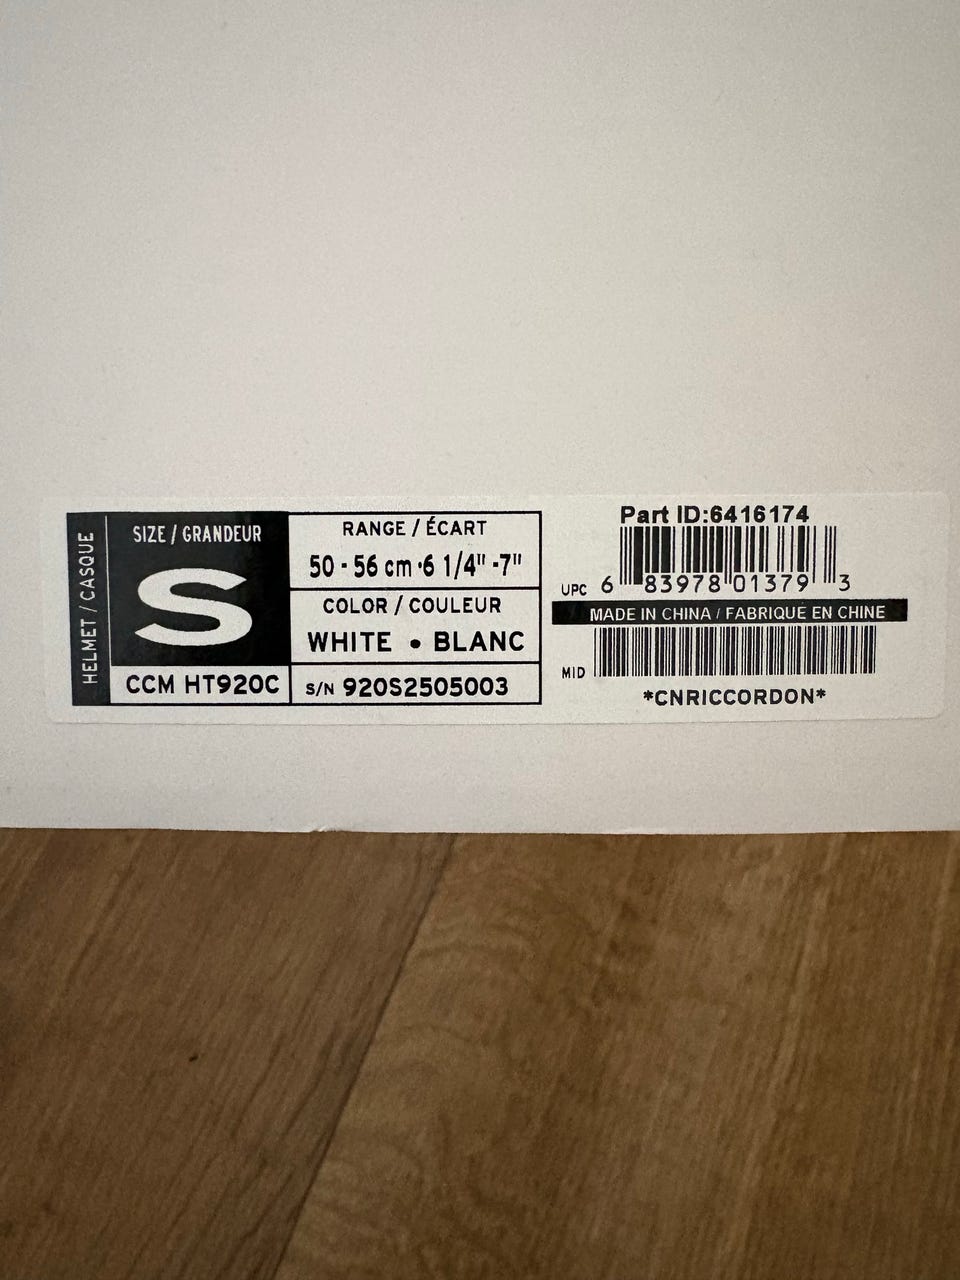 HELMET / CASQUE
SIZE / GRANDEUR
S
CCM HT920C
RANGE / ÉCART
50 - 56 cm ·6 1/4" -7"
COLOR / COULEUR
WHITE • BLANC
S/N 920S2505003
Part ID:6416174
UPC 6 83978 01379 3
MADE IN CHINA / FABRIQUÉ EN CHINE
MID
*CNRICCORDON*